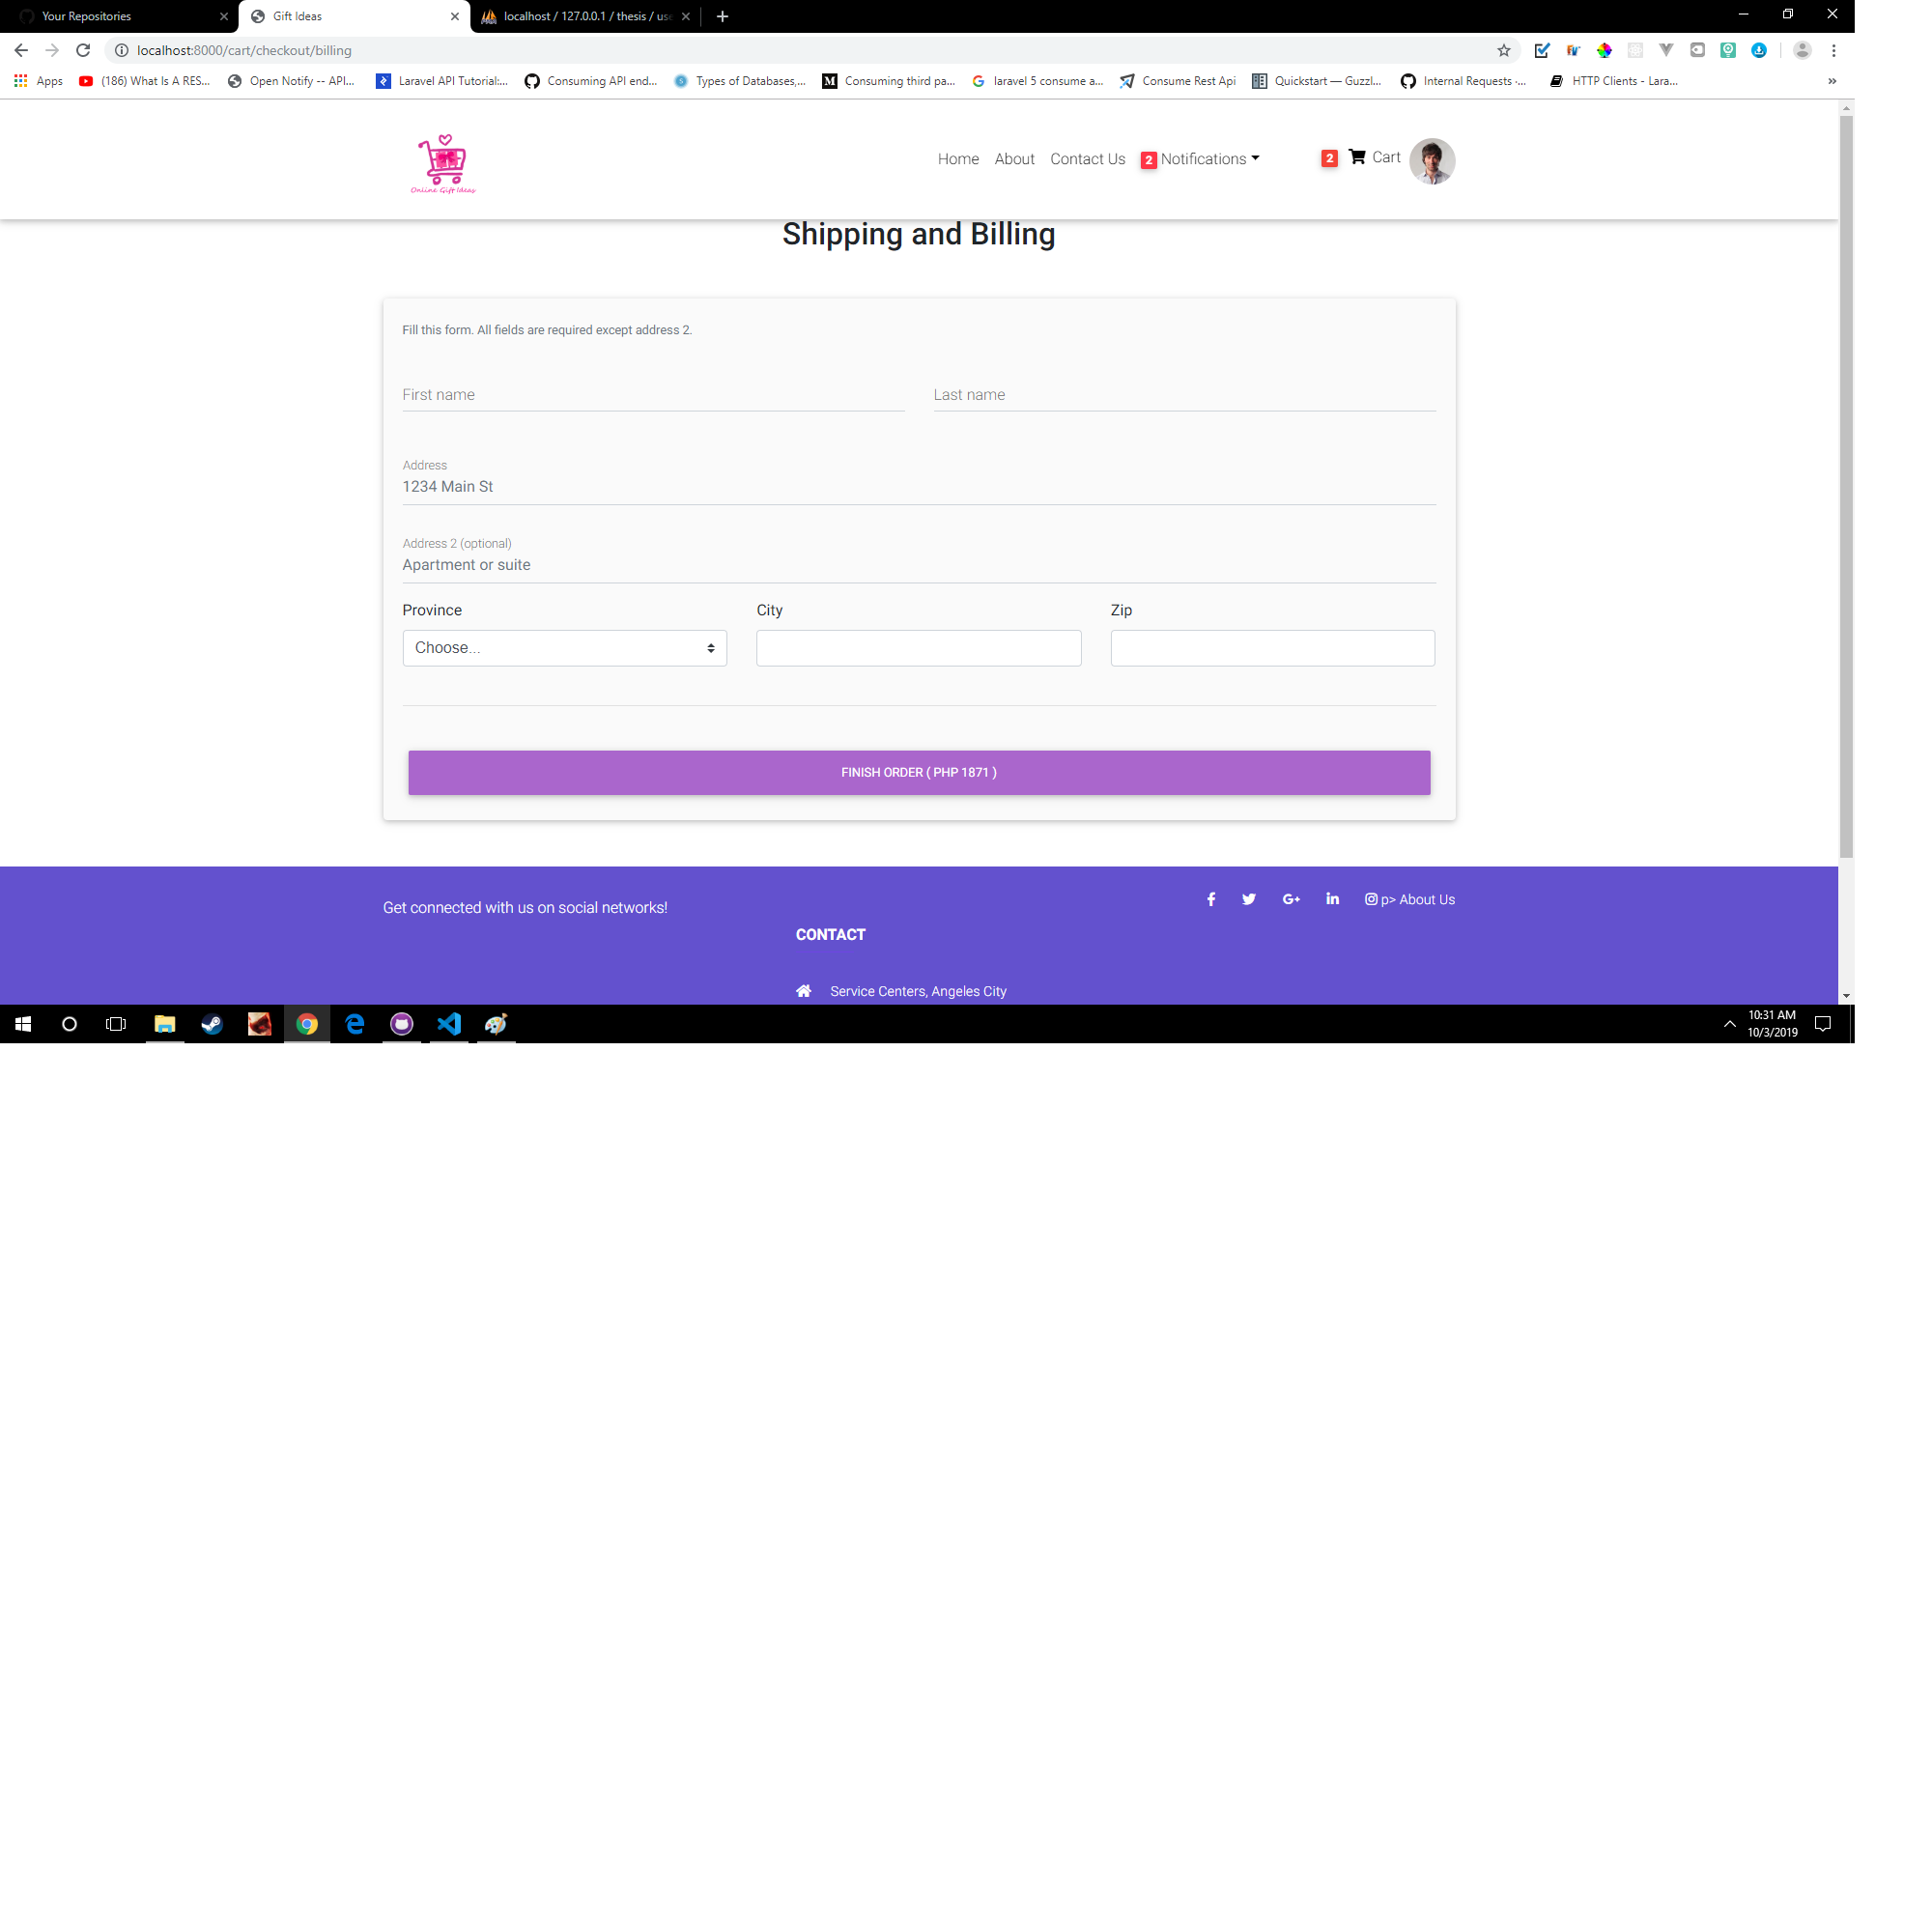 Your Repositories
Gift Ideas
localhost / 127.0.0.1 / thesis / us
localhost:8000/cart/checkout/billing
Apps
(186) What Is A RES...
Open Notify -- API...
Laravel API Tutorial:...
Consuming API end...
Types of Databases,...
Consuming third pa...
laravel 5 consume a...
Consume Rest Api
Quickstart — Guzzl...
Internal Requests ·...
HTTP Clients - Lara...
»
Online Gift Ideas
Home
About
Contact Us
2 Notifications
2
Cart
Shipping and Billing
Fill this form. All fields are required except address 2.
First name
Last name
Address
1234 Main St
Address 2 (optional)
Apartment or suite
Province
City
Zip
Choose...
FINISH ORDER ( PHP 1871 )
Get connected with us on social networks!
p> About Us
CONTACT
Service Centers, Angeles City
10:31 AM
10/3/2019